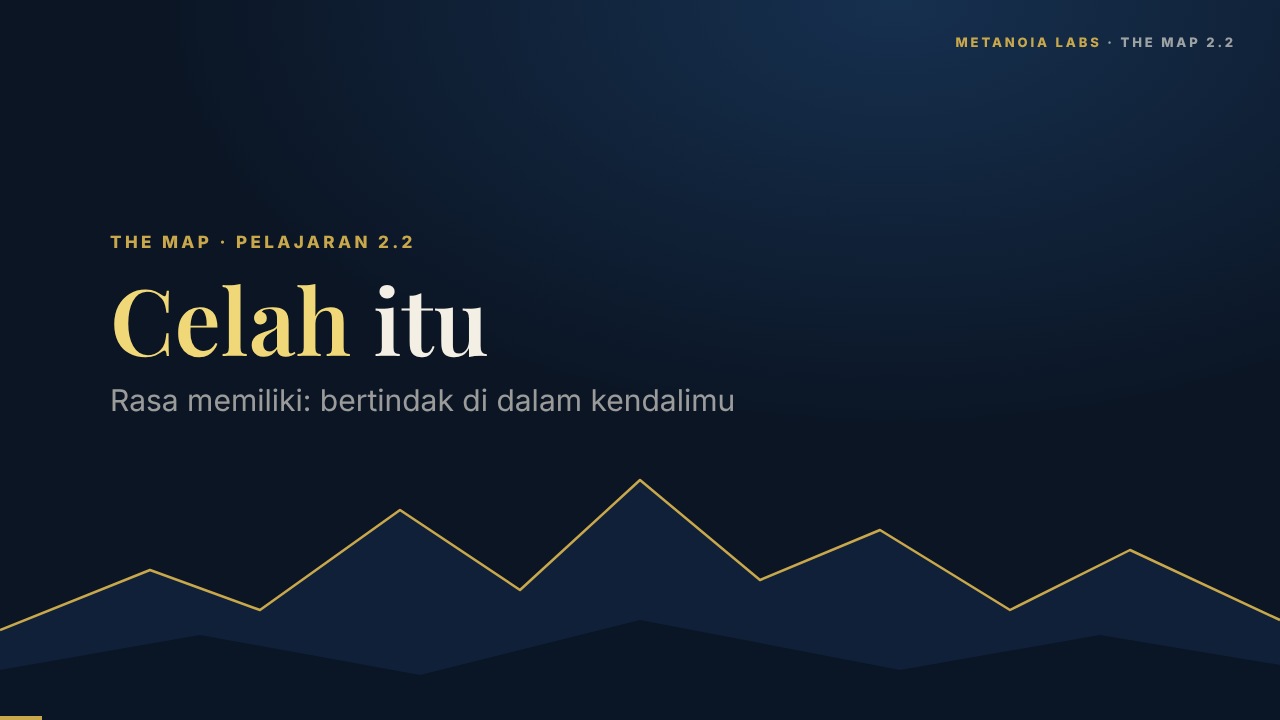 METANOIA LABS · THE MAP 2.2
THE MAP · PELAJARAN 2.2
Celah itu
Rasa memiliki: bertindak di dalam kendalimu